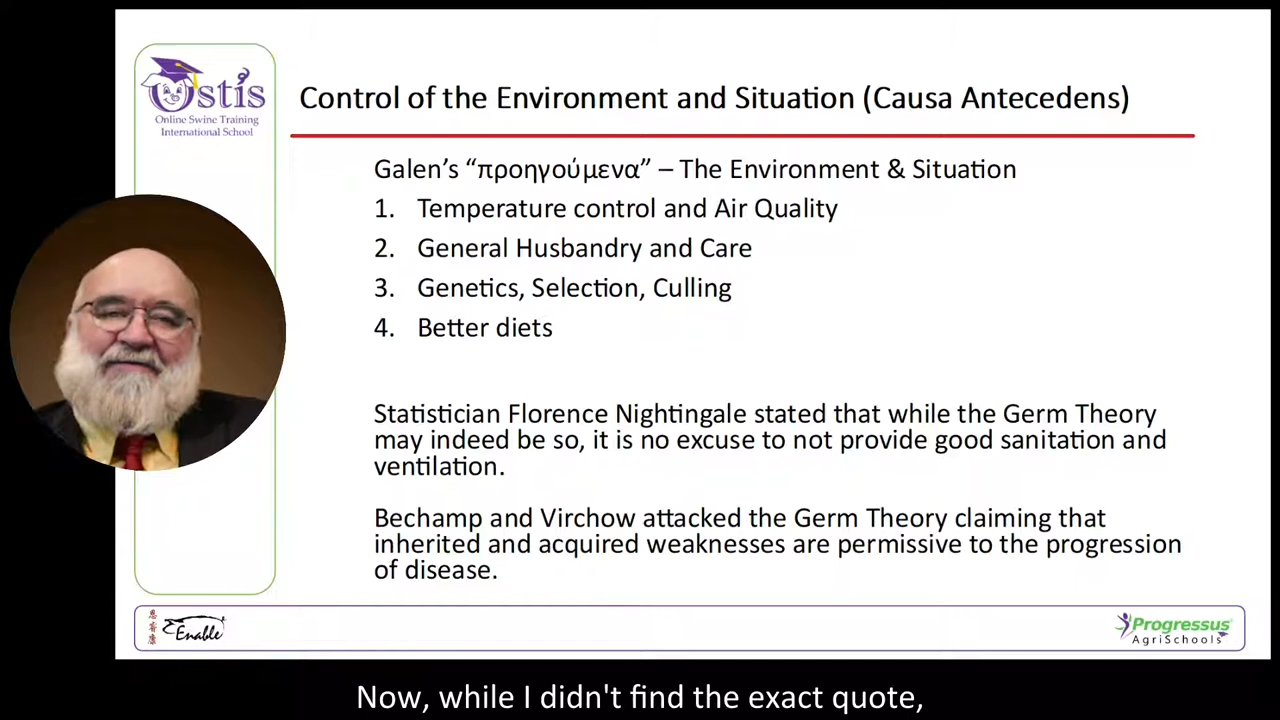 Ostis
Online Swine Training
International School
Control of the Environment and Situation (Causa Antecedens)
Galen's “προηγούμενα” – The Environment & Situation
1. Temperature control and Air Quality
2. General Husbandry and Care
3. Genetics, Selection, Culling
4. Better diets
Statistician Florence Nightingale stated that while the Germ Theory
may indeed be so, it is no excuse to not provide good sanitation and
ventilation.
Bechamp and Virchow attacked the Germ Theory claiming that
inherited and acquired weaknesses are permissive to the progression
of disease.
Enable
Progressus
AgriSchools
Now, while I didn't find the exact quote,